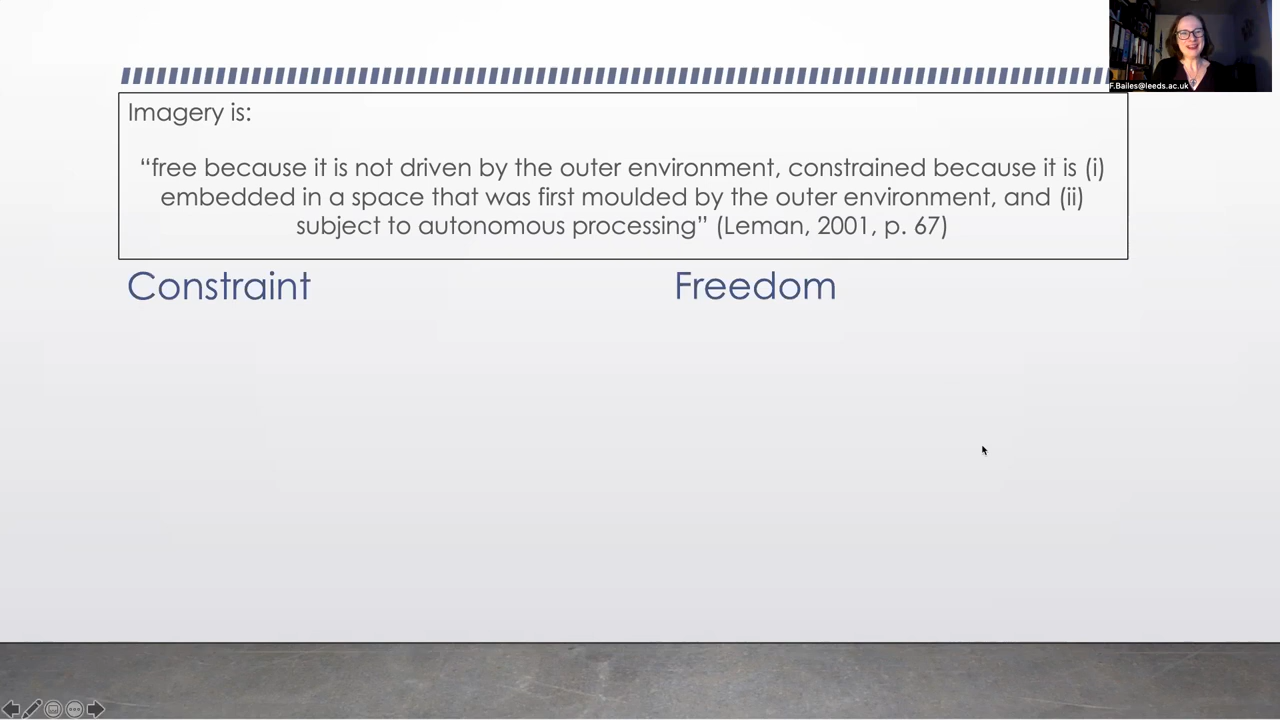 F.Bailes@leeds.ac.uk
Imagery is:
“free because it is not driven by the outer environment, constrained because it is (i)
embedded in a space that was first moulded by the outer environment, and (ii)
subject to autonomous processing” (Leman, 2001, p. 67)
Constraint
Freedom